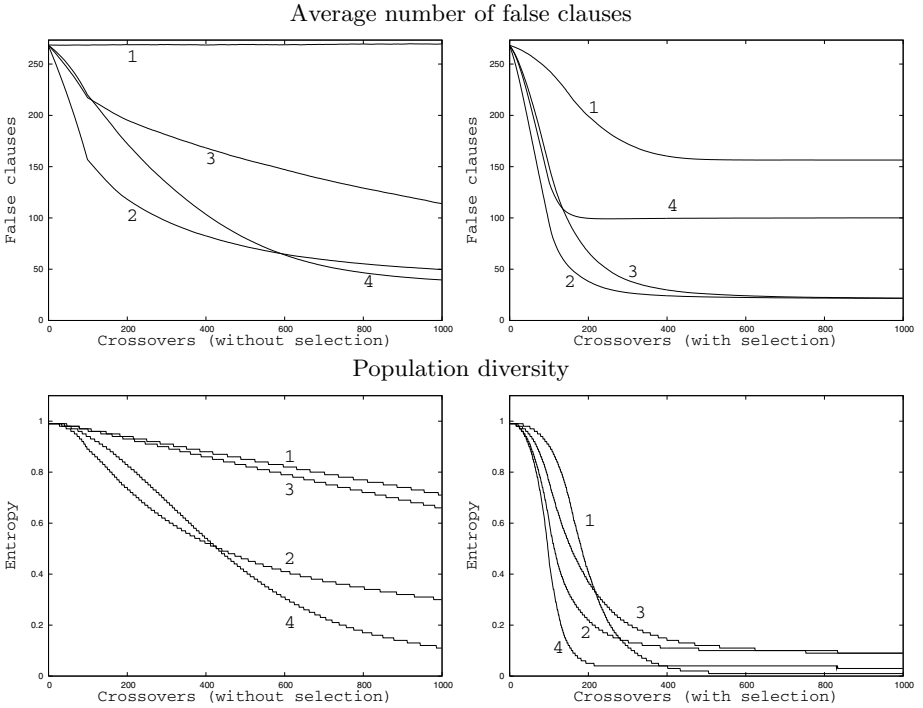 Average number of false clauses
False clauses
250
200
150
100
50
0
1
3
2
4
0 200 400 600 800 1000
Crossovers (without selection)
False clauses
250
200
150
100
50
0
1
4
3
2
0 200 400 600 800 1000
Crossovers (with selection)
Population diversity
Entropy
1
0.8
0.6
0.4
0.2
0
1
3
2
4
0 200 400 600 800 1000
Crossovers (without selection)
Entropy
1
0.8
0.6
0.4
0.2
0
1
3
2
4
0 200 400 600 800 1000
Crossovers (with selection)